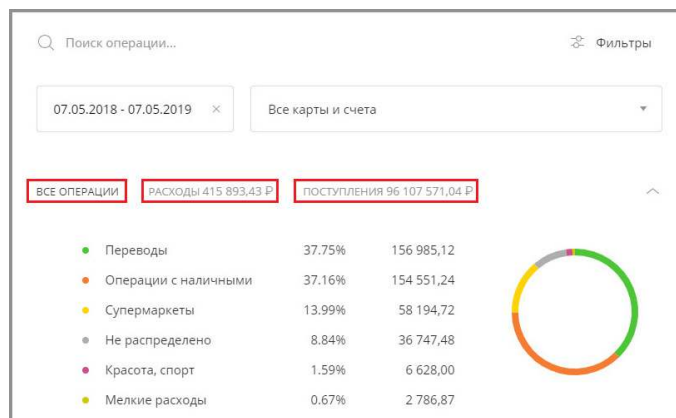 Поиск операции... Фильтры
07.05.2018 - 07.05.2019 × Все карты и счета
ВСЕ ОПЕРАЦИИ РАСХОДЫ 415 893,43 ₽ ПОСТУПЛЕНИЯ 96 107 571,04 ₽
Переводы 37.75% 156 985,12
Операции с наличными 37.16% 154 551,24
Супермаркеты 13.99% 58 194,72
Не распределено 8.84% 36 747,48
Красота, спорт 1.59% 6 628,00
Мелкие расходы 0.67% 2 786,87